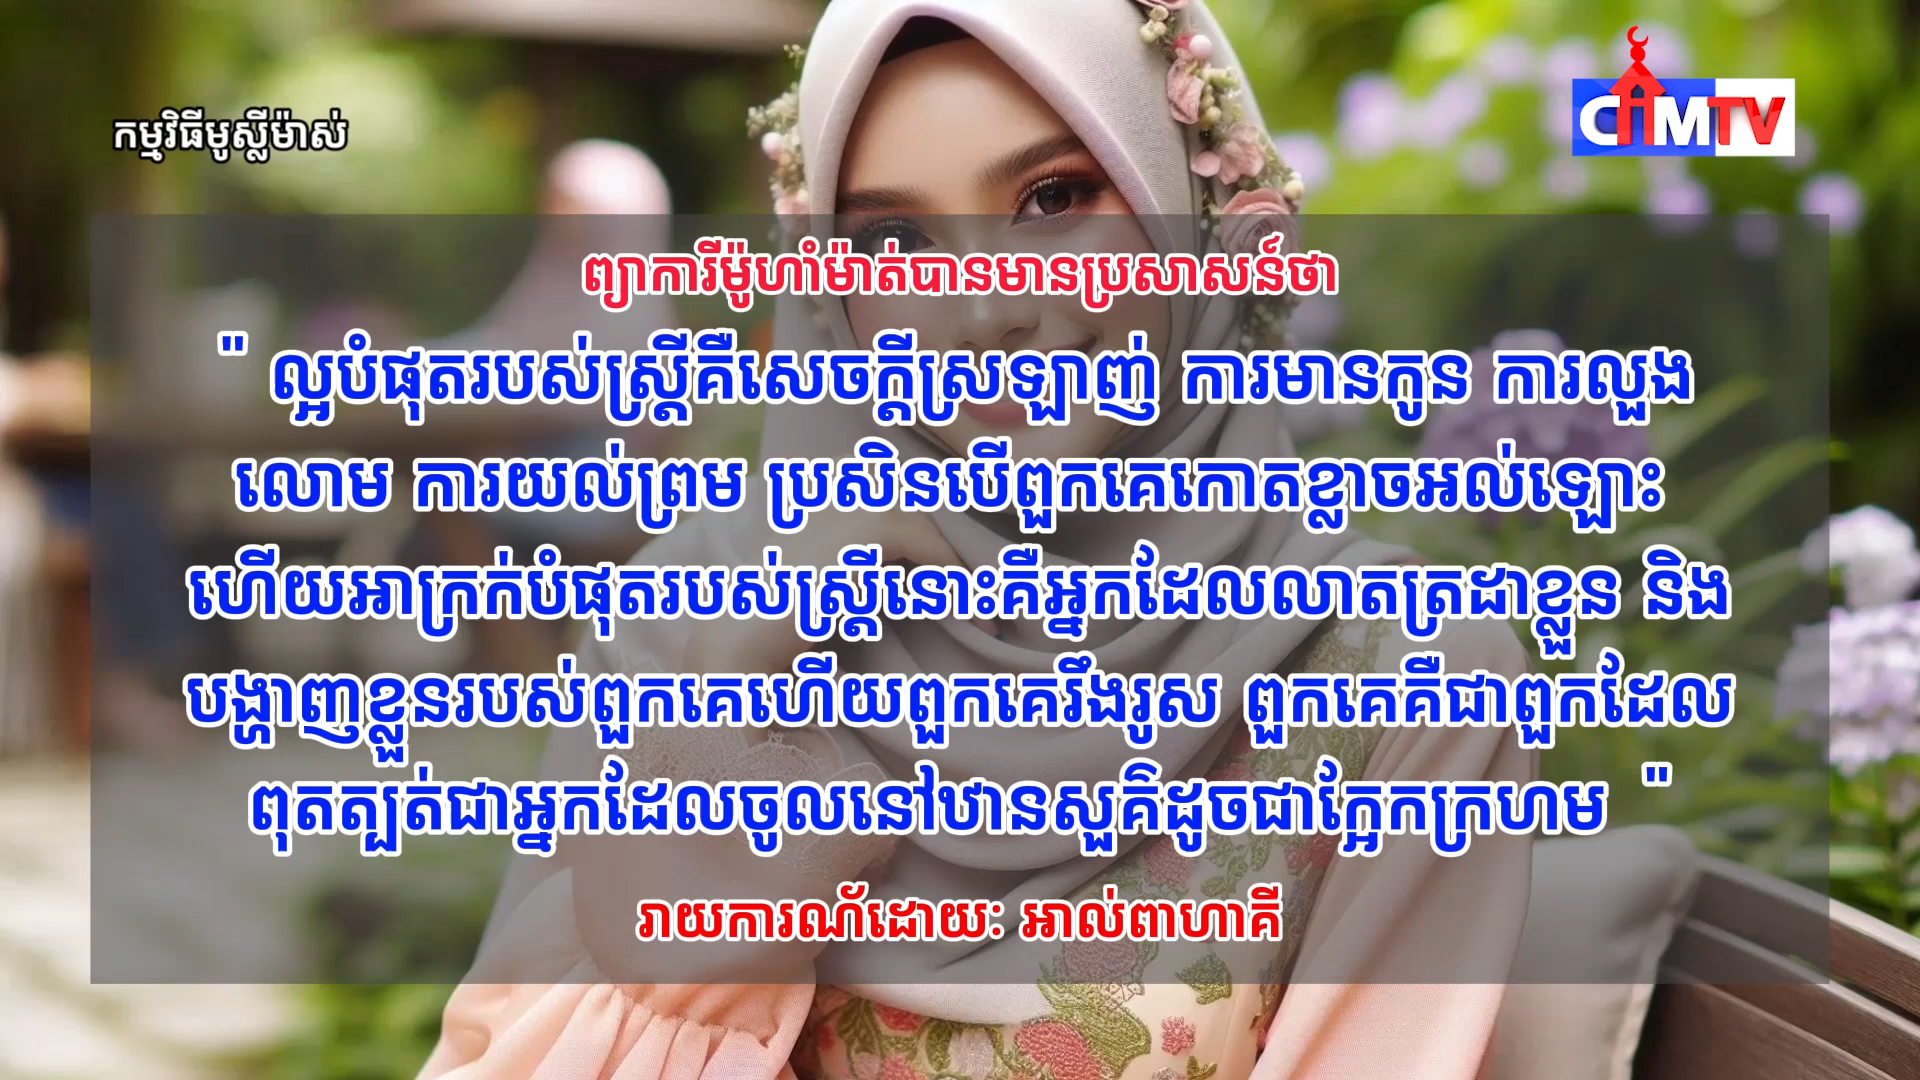 កម្មវិធីមូស្លីម៉ាស់
CAMTV
ព្យាការីម៉ូហាំម៉ាត់បានមានប្រសាសន៍ថា
" ល្អបំផុតរបស់ស្ត្រីគឺសេចក្តីស្រឡាញ់ ការមានកូន ការលួង
លោម ការយល់ព្រម ប្រសិនបើពួកគេកោតខ្លាចអល់ឡោះ
ហើយអាក្រក់បំផុតរបស់ស្ត្រីនោះគឺអ្នកដែលលាតត្រដាខ្លួន និង
បង្ហាញខ្លួនរបស់ពួកគេហើយពួកគេរឹងរូស ពួកគេគឺជាពួកដែល
ពុតត្បត់ជាអ្នកដែលចូលនៅឋានសួគ៌ដូចជាក្អែកក្រហម "
រាយការណ៍ដោយ: អាល់ពាហាគី